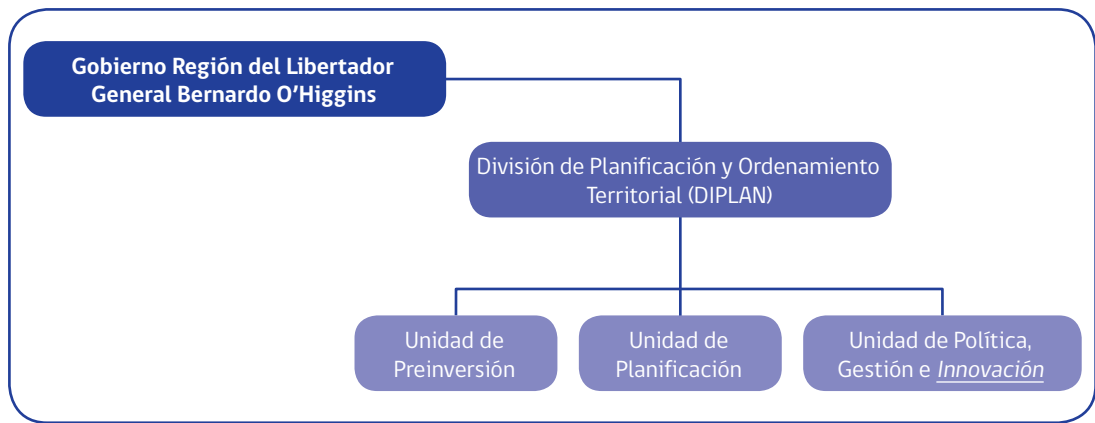 Gobierno Región del Libertador
General Bernardo O’Higgins
División de Planificación y Ordenamiento
Territorial (DIPLAN)
Unidad de
Preinversión
Unidad de
Planificación
Unidad de Política,
Gestión e Innovación